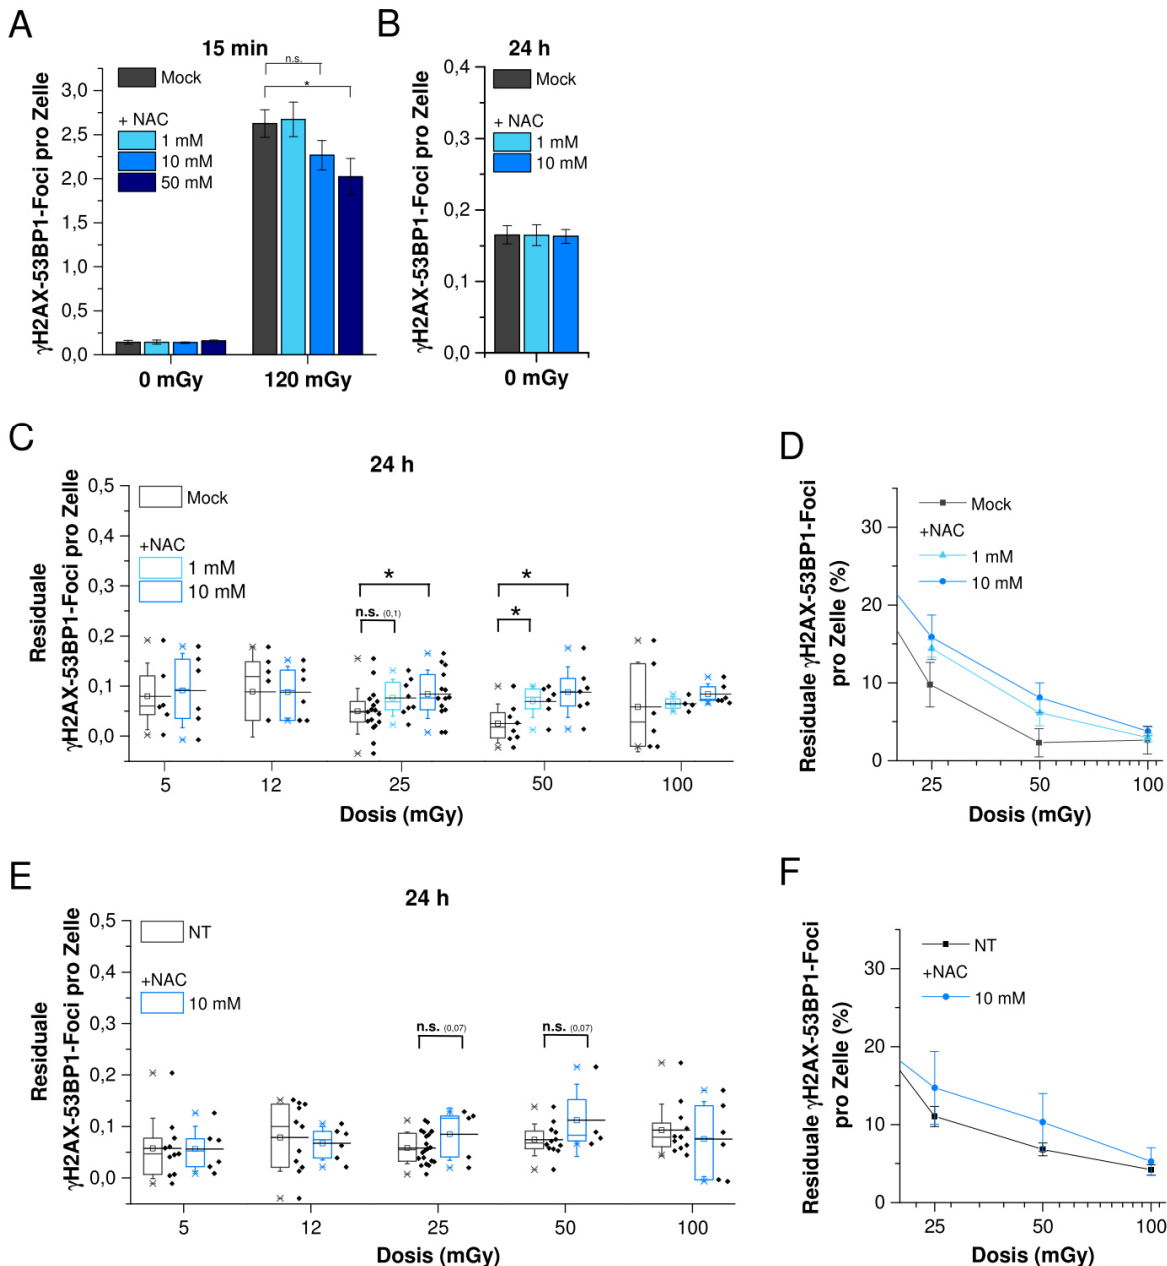 A
15 min
n.s.
*
γH2AX-53BP1-Foci pro Zelle
3,0
2,5
2,0
1,5
1,0
0,5
0,0
Mock
+ NAC
1 mM
10 mM
50 mM
0 mGy
120 mGy
B
24 h
γH2AX-53BP1-Foci pro Zelle
0,4
0,3
0,2
0,1
0,0
Mock
+ NAC
1 mM
10 mM
0 mGy
C
24 h
Residuale
γH2AX-53BP1-Foci pro Zelle
0,5
0,4
0,3
0,2
0,1
0,0
Mock
+NAC
1 mM
10 mM
*
n.s. (0,1)
*
*
5
12
25
50
100
Dosis (mGy)
D
Residuale γH2AX-53BP1-Foci
pro Zelle (%)
30
20
10
0
Mock
+NAC
1 mM
10 mM
25
50
100
Dosis (mGy)
E
24 h
Residuale
γH2AX-53BP1-Foci pro Zelle
0,5
0,4
0,3
0,2
0,1
0,0
NT
+NAC
10 mM
n.s. (0,07)
n.s. (0,07)
5
12
25
50
100
Dosis (mGy)
F
Residuale γH2AX-53BP1-Foci
pro Zelle (%)
30
20
10
0
NT
+NAC
10 mM
25
50
100
Dosis (mGy)